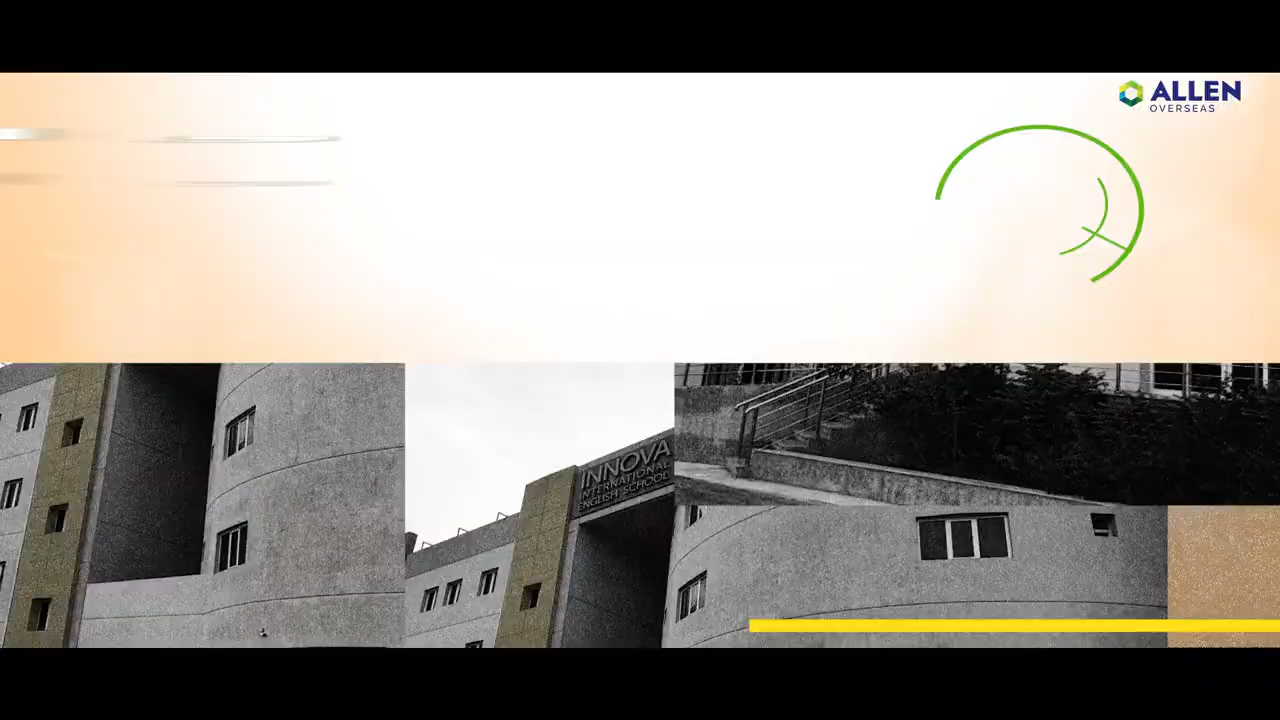 ALLEN
OVERSEAS
INNOVA
INTERNATIONAL
ENGLISH SCHOOL